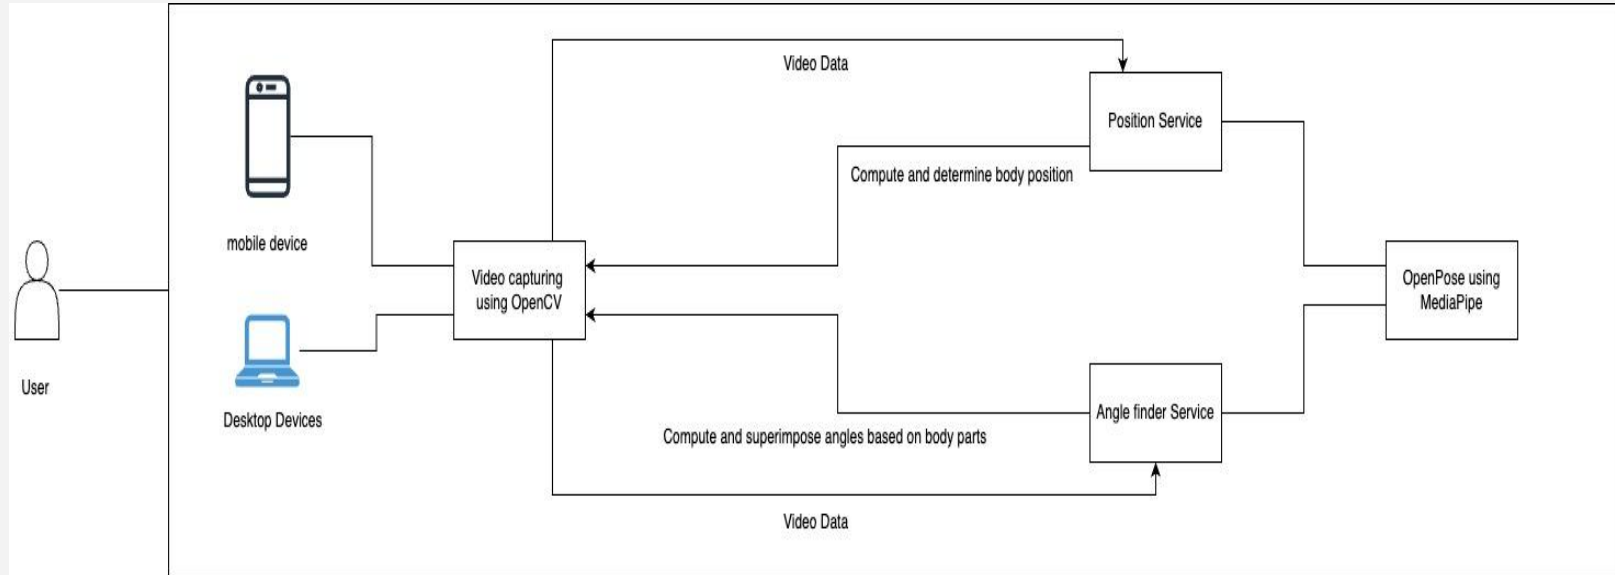 Video Data
Position Service
Compute and determine body position
mobile device
Video capturing
using OpenCV
OpenPose using
MediaPipe
User
Desktop Devices
Angle finder Service
Compute and superimpose angles based on body parts
Video Data